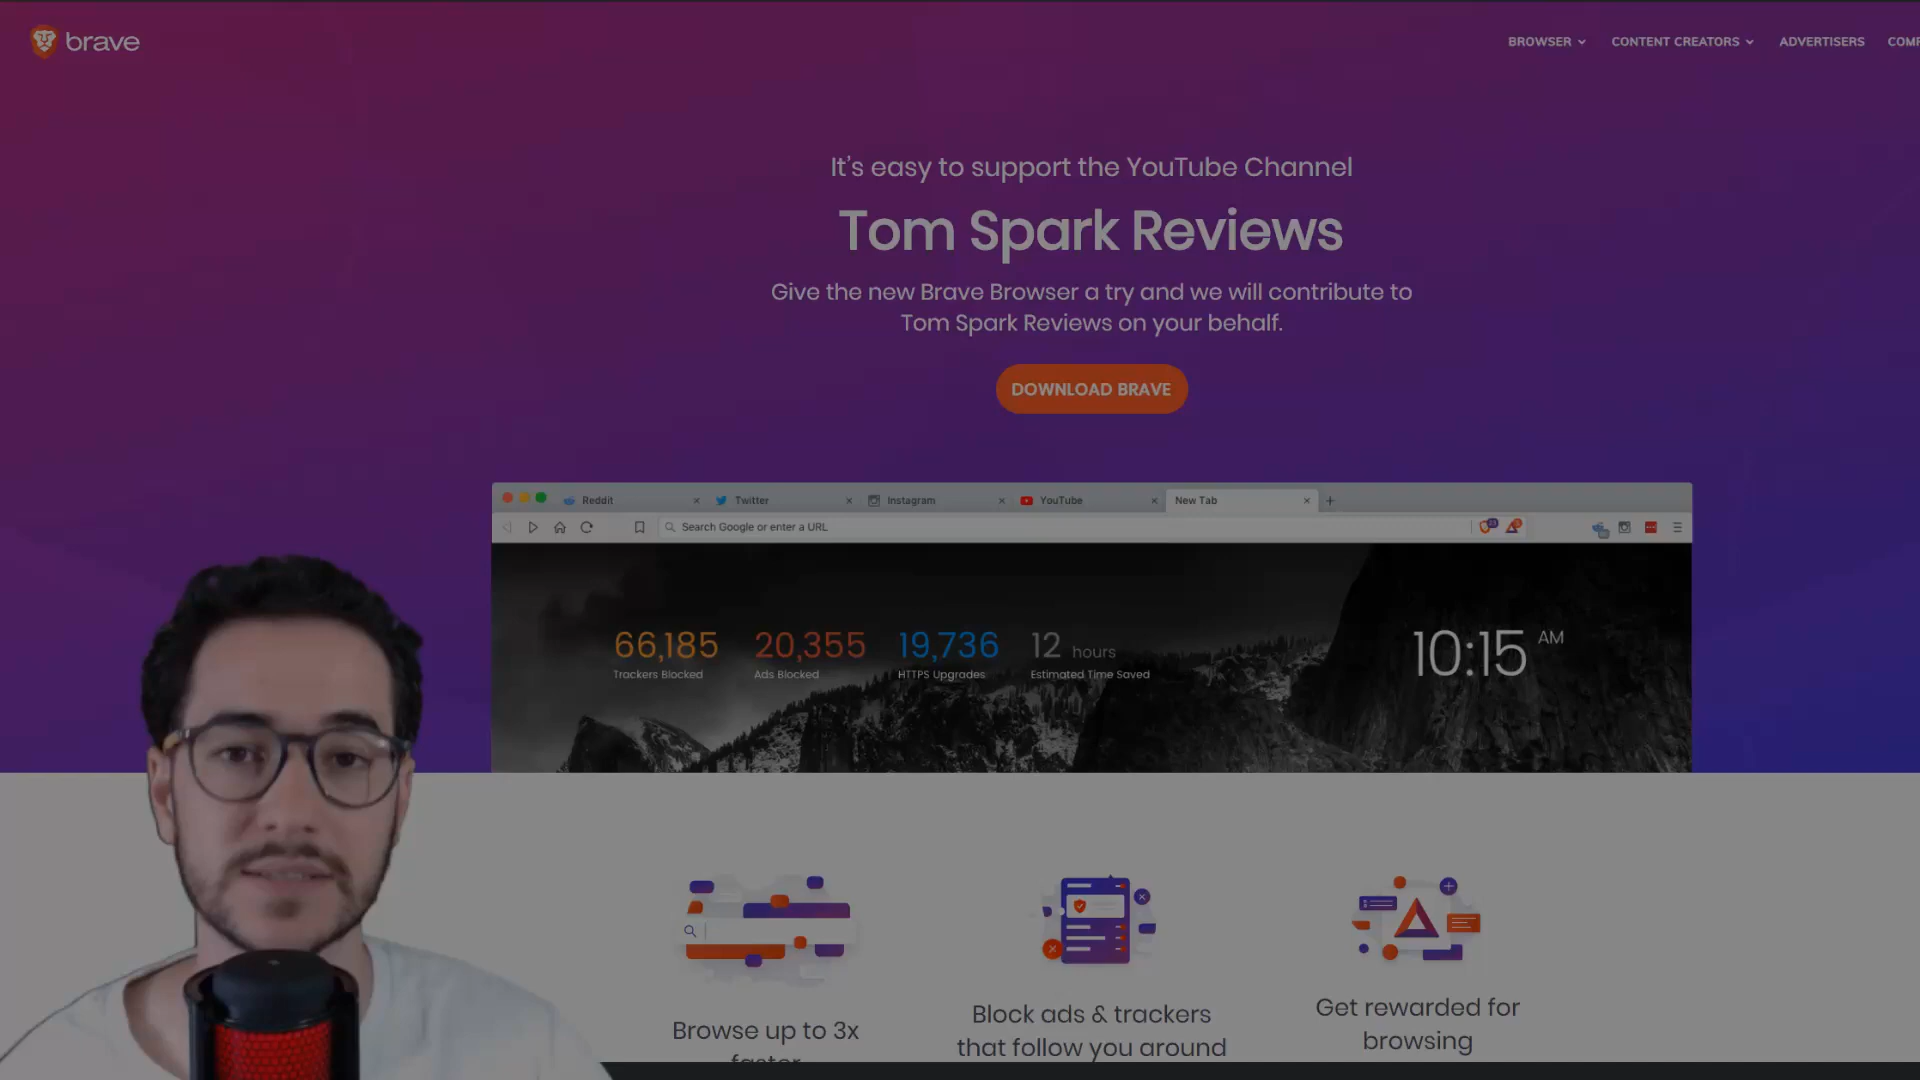 brave
BROWSER
CONTENT CREATORS
ADVERTISERS
It's easy to support the YouTube Channel
Tom Spark Reviews
Give the new Brave Browser a try and we will contribute to
Tom Spark Reviews on your behalf.
DOWNLOAD BRAVE
Reddit
Twitter
Instagram
YouTube
New Tab
Search Google or enter a URL
66,185
20,355
19,736
12 hours
10:15 AM
Trackers Blocked
Ads Blocked
HTTPS Upgrades
Estimated Time Saved
Browse up to 3x
faster
Block ads & trackers
that follow you around
Get rewarded for
browsing